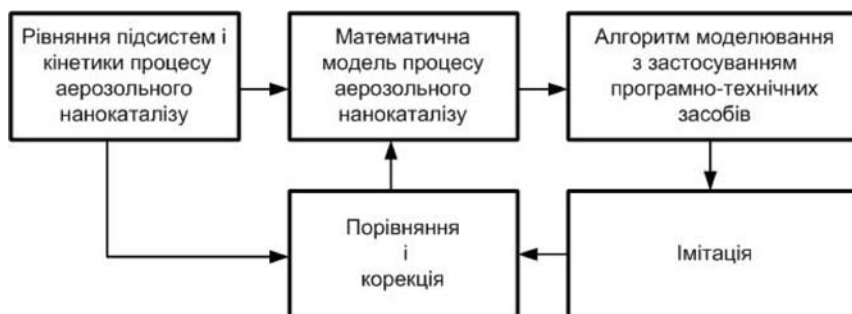 Рівняння підсистем і
кінетики процесу
аерозольного
нанокаталізу
Математична
модель процесу
аерозольного
нанокаталізу
Алгоритм моделювання
з застосуванням
програмно-технічних
засобів
Порівняння
і
корекція
Імітація